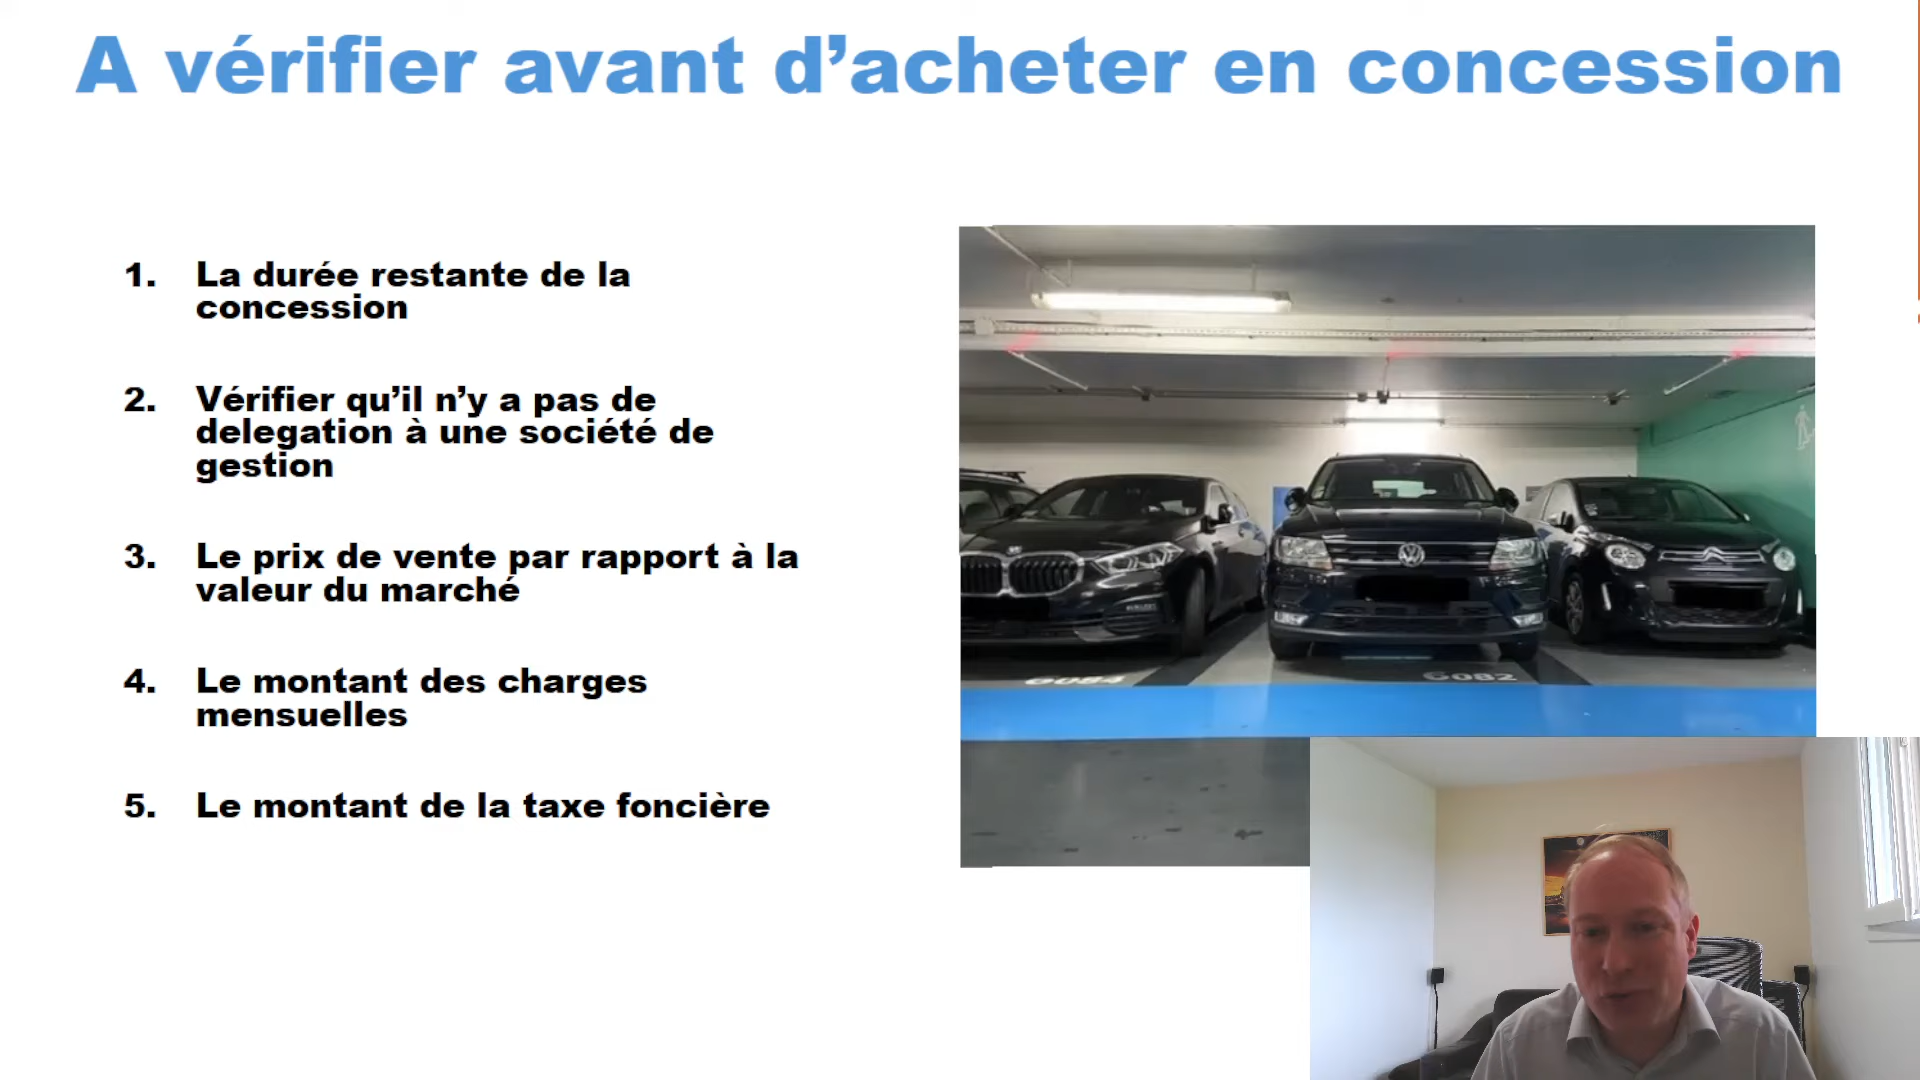 A vérifier avant d’acheter en concession
1. La durée restante de la
concession
2. Vérifier qu’il n’y a pas de
delegation à une société de
gestion
3. Le prix de vente par rapport à la
valeur du marché
4. Le montant des charges
mensuelles
5. Le montant de la taxe foncière
6084
6082